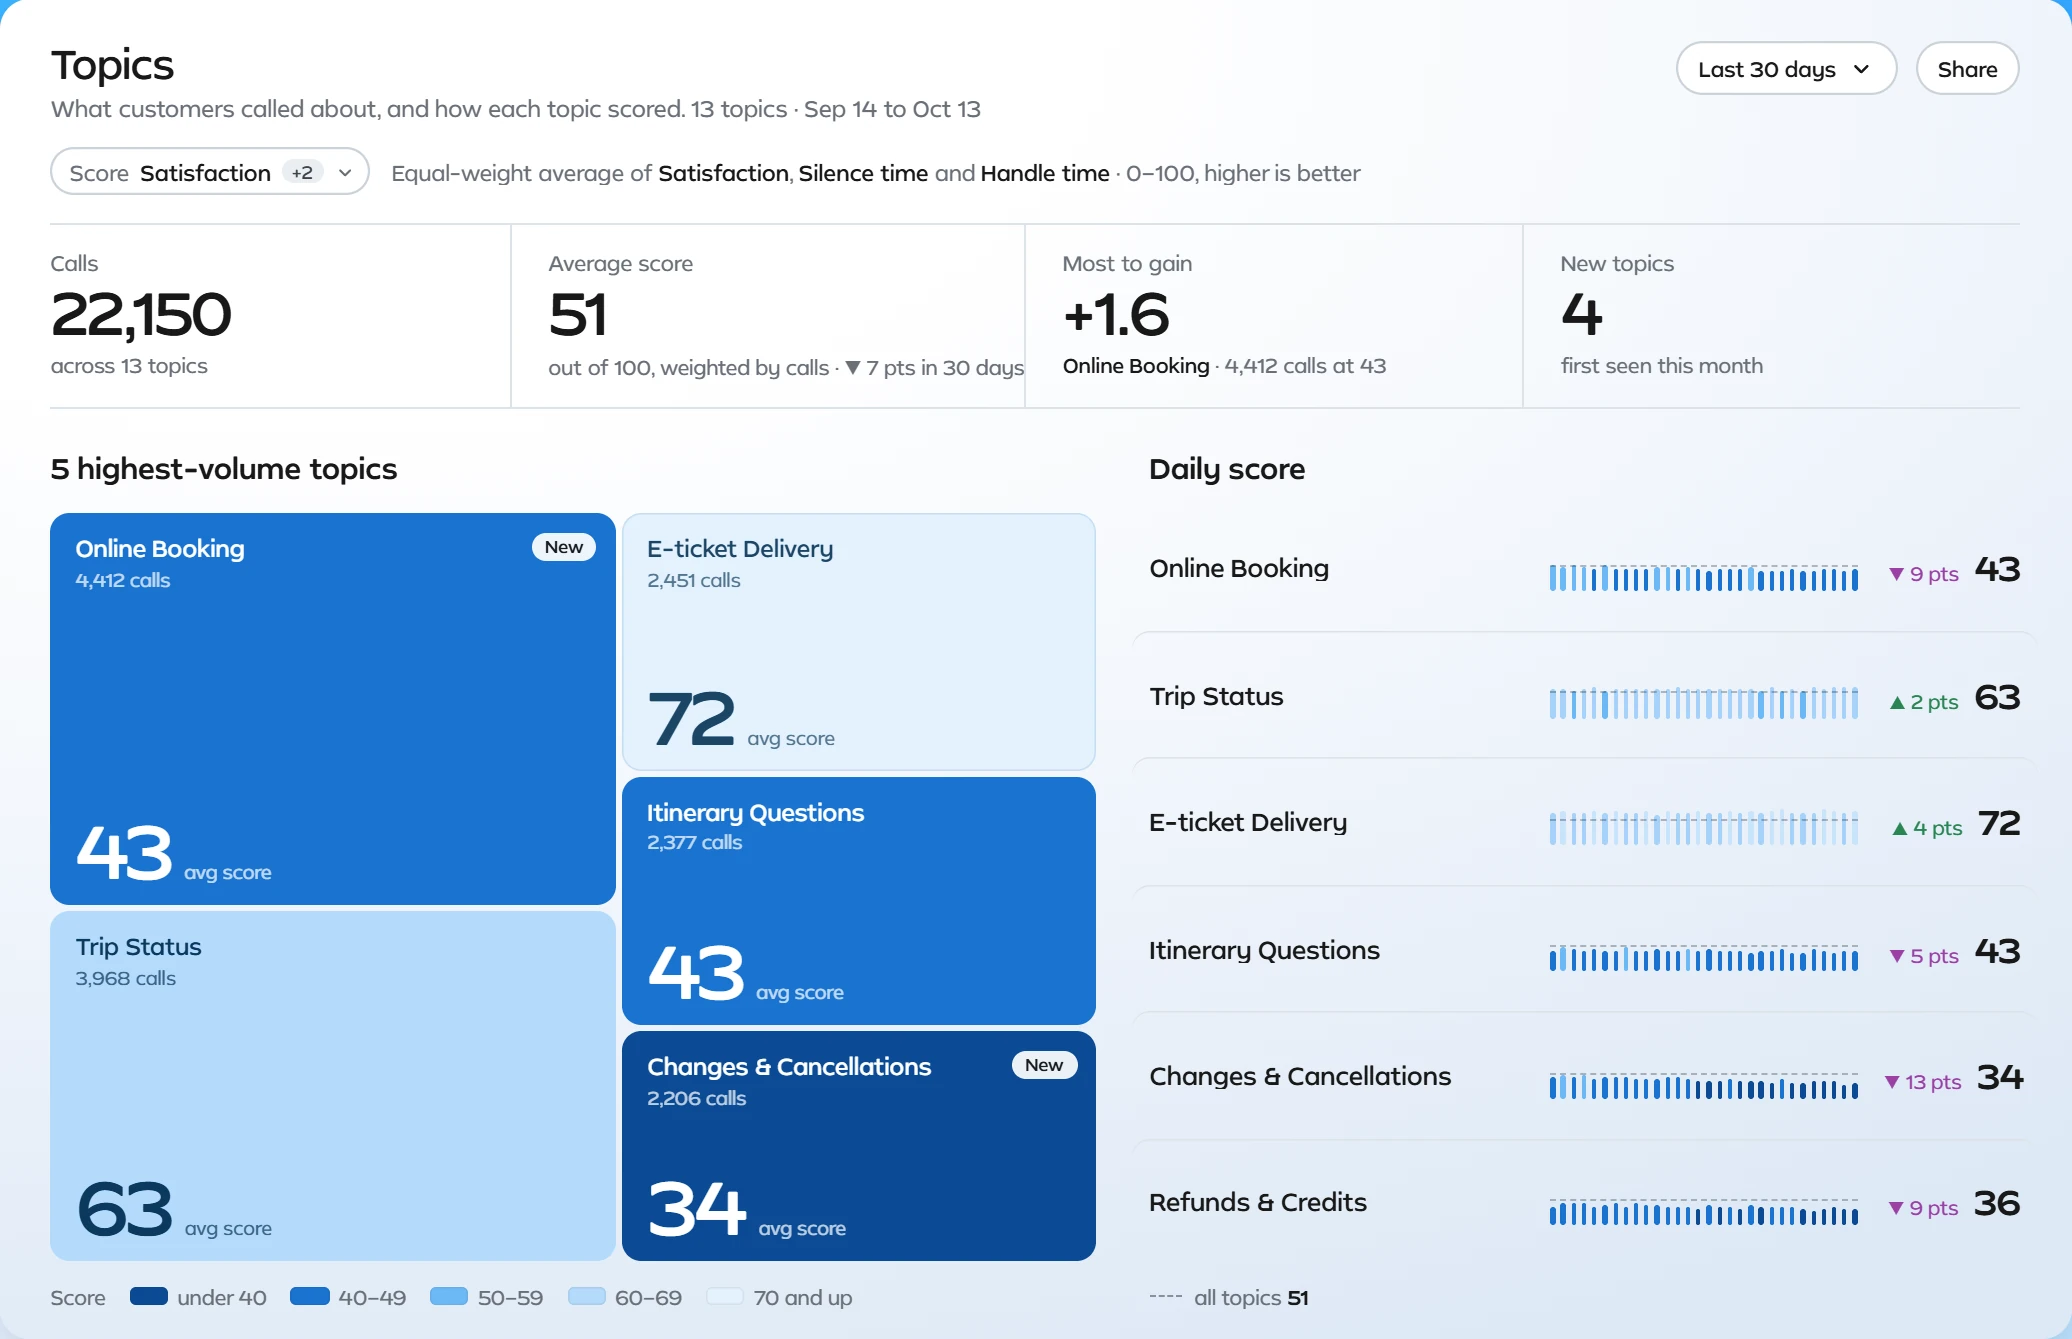 Topics
Last 30 days
Share
What customers called about, and how each topic scored. 13 topics · Sep 14 to Oct 13
Score Satisfaction +2
Equal-weight average of Satisfaction, Silence time and Handle time · 0–100, higher is better
Calls
22,150
across 13 topics
Average score
51
out of 100, weighted by calls · ▼ 7 pts in 30 days
Most to gain
+1.6
Online Booking · 4,412 calls at 43
New topics
4
first seen this month
5 highest-volume topics
Online Booking
New
4,412 calls
43 avg score
Trip Status
3,968 calls
63 avg score
E-ticket Delivery
2,451 calls
72 avg score
Itinerary Questions
2,377 calls
43 avg score
Changes & Cancellations
New
2,206 calls
34 avg score
Score under 40 40–49 50–59 60–69 70 and up
Daily score
Online Booking ▼ 9 pts 43
Trip Status ▲ 2 pts 63
E-ticket Delivery ▲ 4 pts 72
Itinerary Questions ▼ 5 pts 43
Changes & Cancellations ▼ 13 pts 34
Refunds & Credits ▼ 9 pts 36
all topics 51